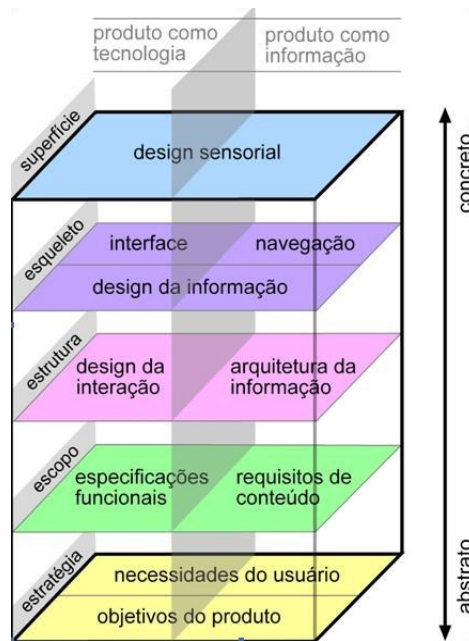 produto como
tecnologia
produto como
informação
superfície
design sensorial
concreto
esqueleto
interface
navegação
design da informação
estrutura
design da
interação
arquitetura da
informação
escopo
especificações
funcionais
requisitos de
conteúdo
estratégia
necessidades do usuário
objetivos do produto
abstrato